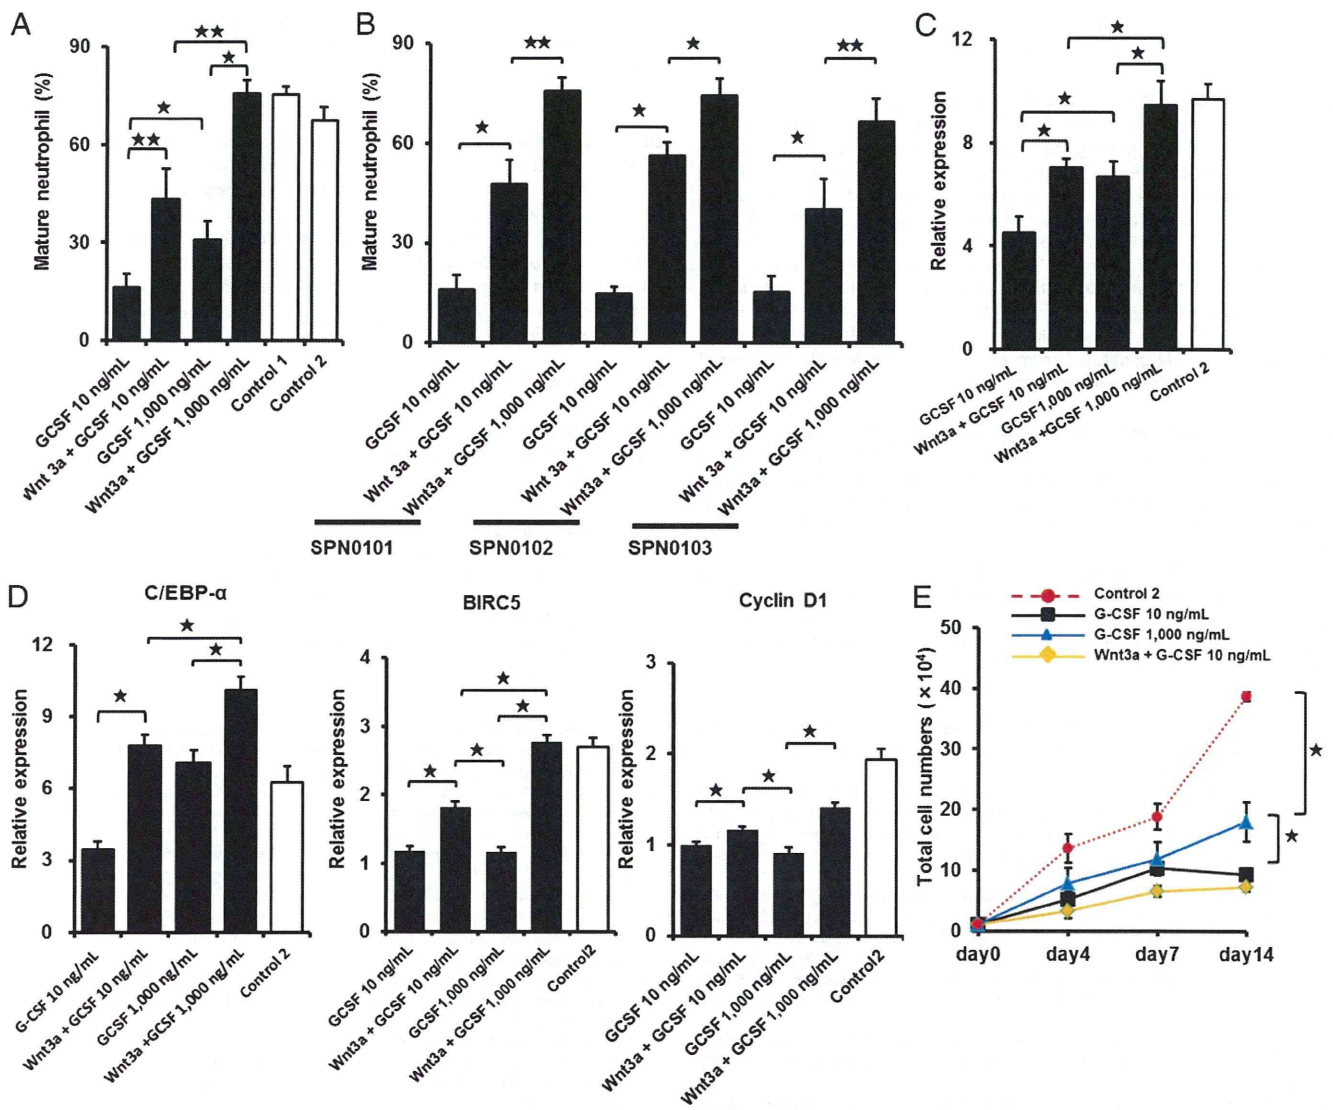 A
Mature neutrophil (%)
90
60
30
0
★★
★
★
★★
GCSF 10 ng/mL
Wnt 3a + GCSF 10 ng/mL
GCSF 1,000 ng/mL
Wnt3a + GCSF 1,000 ng/mL
Control 1
Control 2
B
Mature neutrophil (%)
90
60
30
0
★
★★
★
★
★
★★
GCSF 10 ng/mL
Wnt 3a + GCSF 10 ng/mL
Wnt3a + GCSF 1,000 ng/mL
GCSF 10 ng/mL
Wnt 3a + GCSF 10 ng/mL
Wnt3a + GCSF 1,000 ng/mL
GCSF 10 ng/mL
Wnt 3a + GCSF 10 ng/mL
Wnt3a + GCSF 1,000 ng/mL
SPN0101
SPN0102
SPN0103
C
Relative expression
12
8
4
0
★
★
★
★
GCSF 10 ng/mL
Wnt3a + GCSF 10 ng/mL
GCSF1,000 ng/mL
Wnt3a +GCSF 1,000 ng/mL
Control 2
D
C/EBP-α
Relative expression
12
9
6
3
0
★
★
★
G-CSF 10 ng/mL
Wnt3a + GCSF 10 ng/mL
GCSF 1,000 ng/mL
Wnt3a +GCSF 1,000 ng/mL
Control 2
BIRC5
Relative expression
4
3
2
1
0
★
★
★
★
GCSF 10 ng/mL
Wnt3a + GCSF 10 ng/mL
GCSF1,000 ng/mL
Wnt3a + GCSF1,000 ng/mL
Control2
Cyclin D1
Relative expression
3
2
1
0
★
★
★
GCSF 10 ng/mL
Wnt3a + GCSF 10 ng/mL
GCSF 1,000 ng/mL
Wnt3a + GCSF 1,000 ng/mL
Control2
E
Control 2
G-CSF 10 ng/mL
G-CSF 1,000 ng/mL
Wnt3a + G-CSF 10 ng/mL
Total cell numbers (×10⁴)
50
40
30
20
10
0
★
★
day0
day4
day7
day14